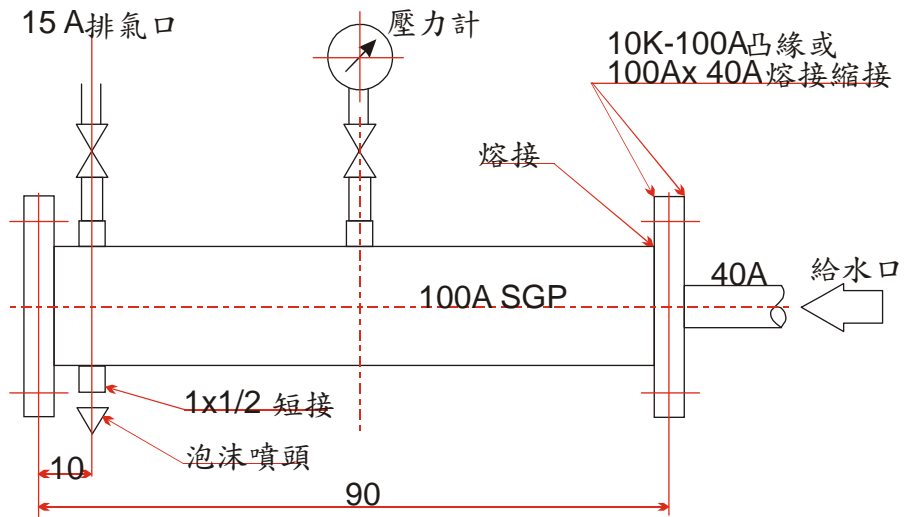 15 A排氣口
壓力計
10K-100A凸緣或
100Ax 40A熔接縮接
熔接
給水口
40A
100A SGP
1x1/2 短接
泡沫噴頭
10
90